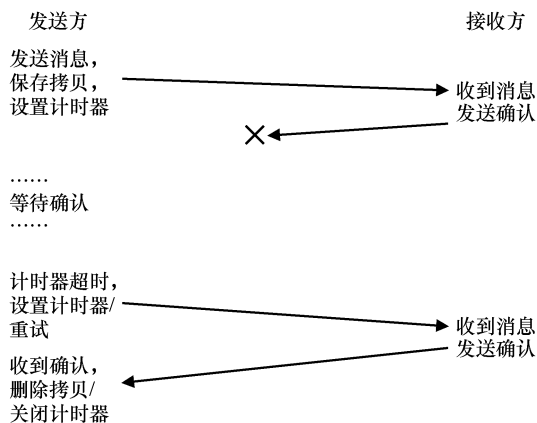 发送方
接收方
发送消息，
保存拷贝，
设置计时器
收到消息
发送确认
……
等待确认
……
计时器超时，
设置计时器/
重试
收到消息
发送确认
收到确认，
删除拷贝/
关闭计时器